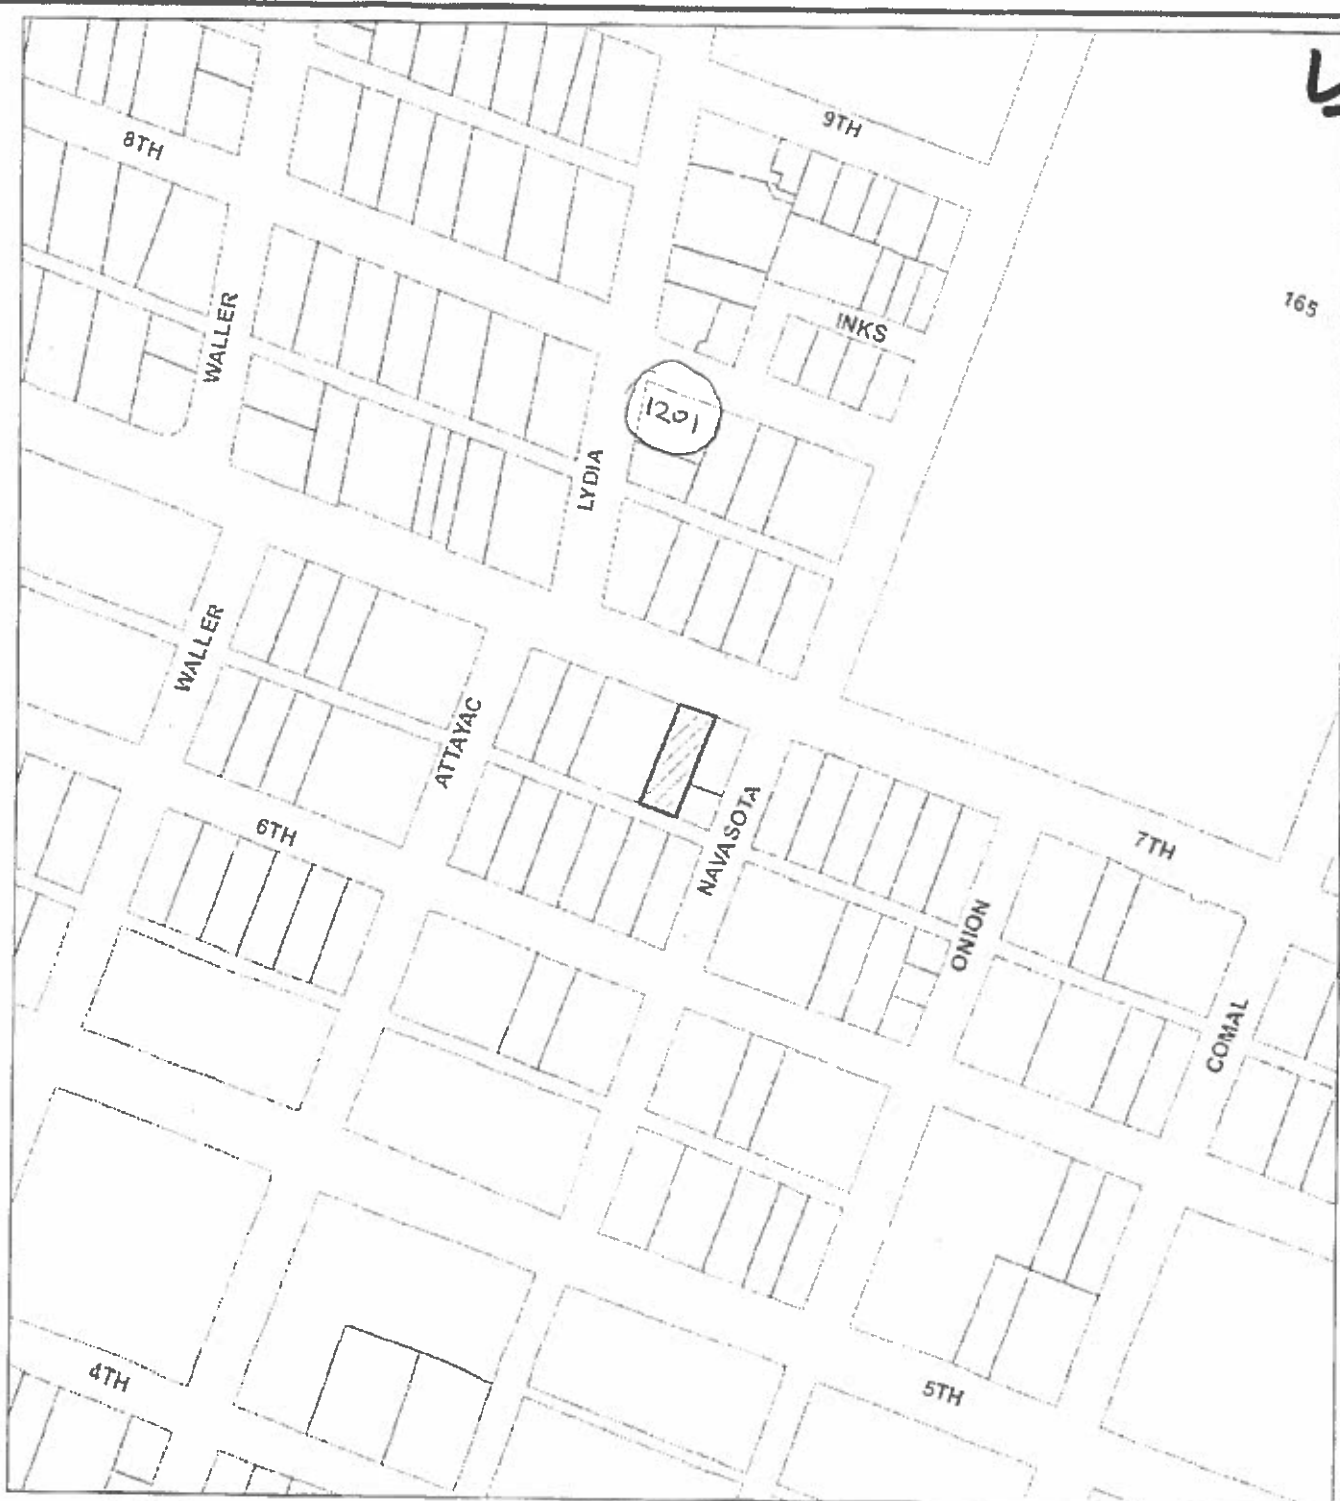 9TH
8TH
165
INKS
WALLER
1201
LYDIA
WALLER
ATTAYAC
NAVASOTA
6TH
7TH
ONION
COMAL
4TH
5TH